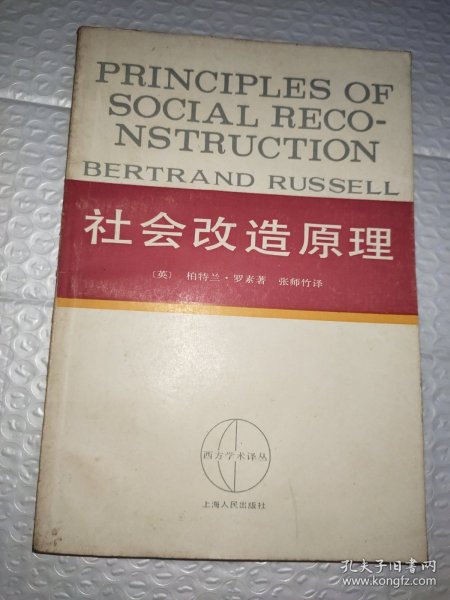 PRINCIPLES OF
SOCIAL RECO-
NSTRUCTION
BERTRAND RUSSELL
社会改造原理
〔英〕 柏特兰·罗素著 张师竹译
西方学术译丛
上海人民出版社
孔夫子旧书网
www.kongfz.com